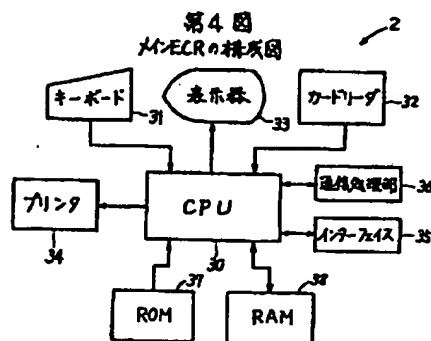 第4図
メインECRの構成図
2
キーボード
31
表示器
33
カードリーダ
32
プリンタ
34
CPU
30
通信処理部
36
インターフェイス
35
ROM
37
RAM
38